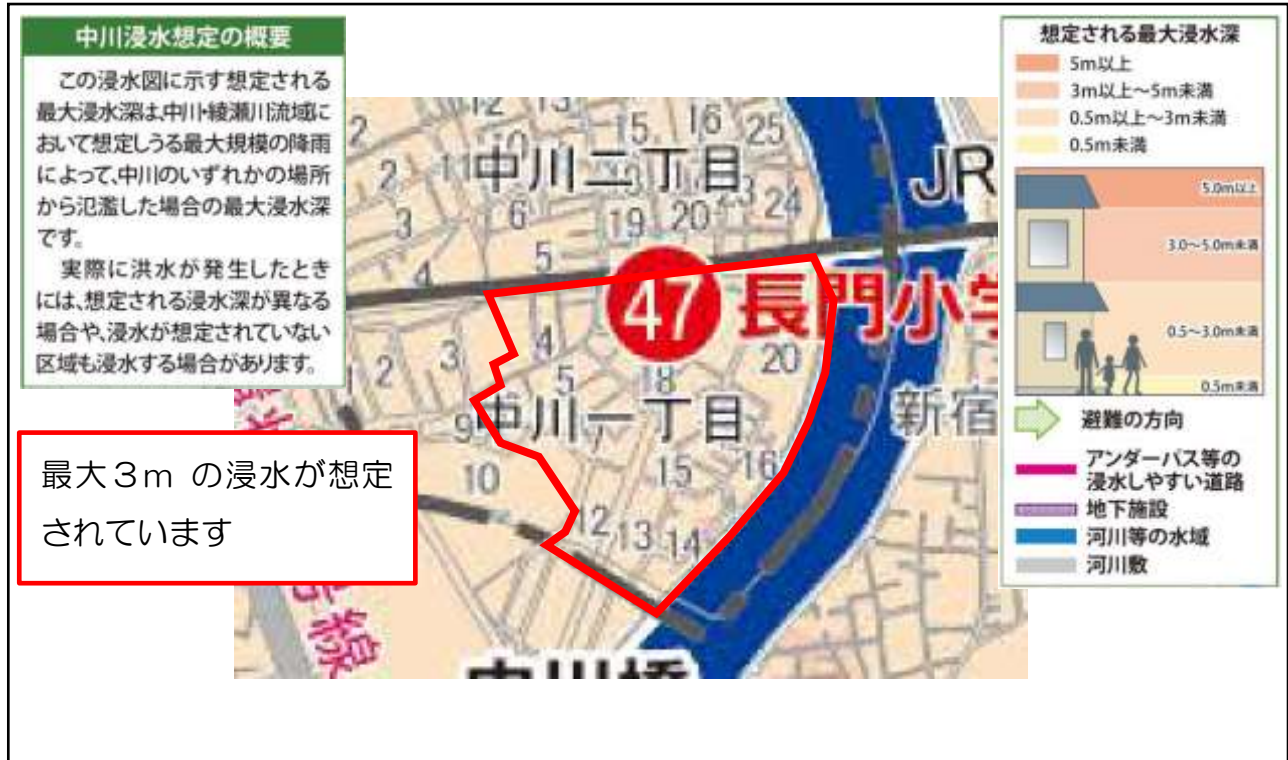 中川浸水想定の概要
この浸水図に示す想定される
最大浸水深は、中川・綾瀬川流域に
おいて想定しうる最大規模の降雨
によって、中川のいずれかの場所
から氾濫した場合の最大浸水深
です。
実際に洪水が発生したとき
には、想定される浸水深が異なる
場合や、浸水が想定されていない
区域も浸水する場合があります。
最大3m の浸水が想定
されています
12 13 15 16 25
2 中川二丁目 JR
2 11
3 6 19 20 23 24
4 5
47 長門小学
1 2 3 4 5 18 20
9 中川一丁目 7 新宿
10 15 16
12 13 14
中川橋
線
想定される最大浸水深
5m以上
3m以上～5m未満
0.5m以上～3m未満
0.5m未満
5.0m以上
3.0～5.0m未満
0.5～3.0m未満
0.5m未満
避難の方向
アンダーパス等の
浸水しやすい道路
地下施設
河川等の水域
河川敷